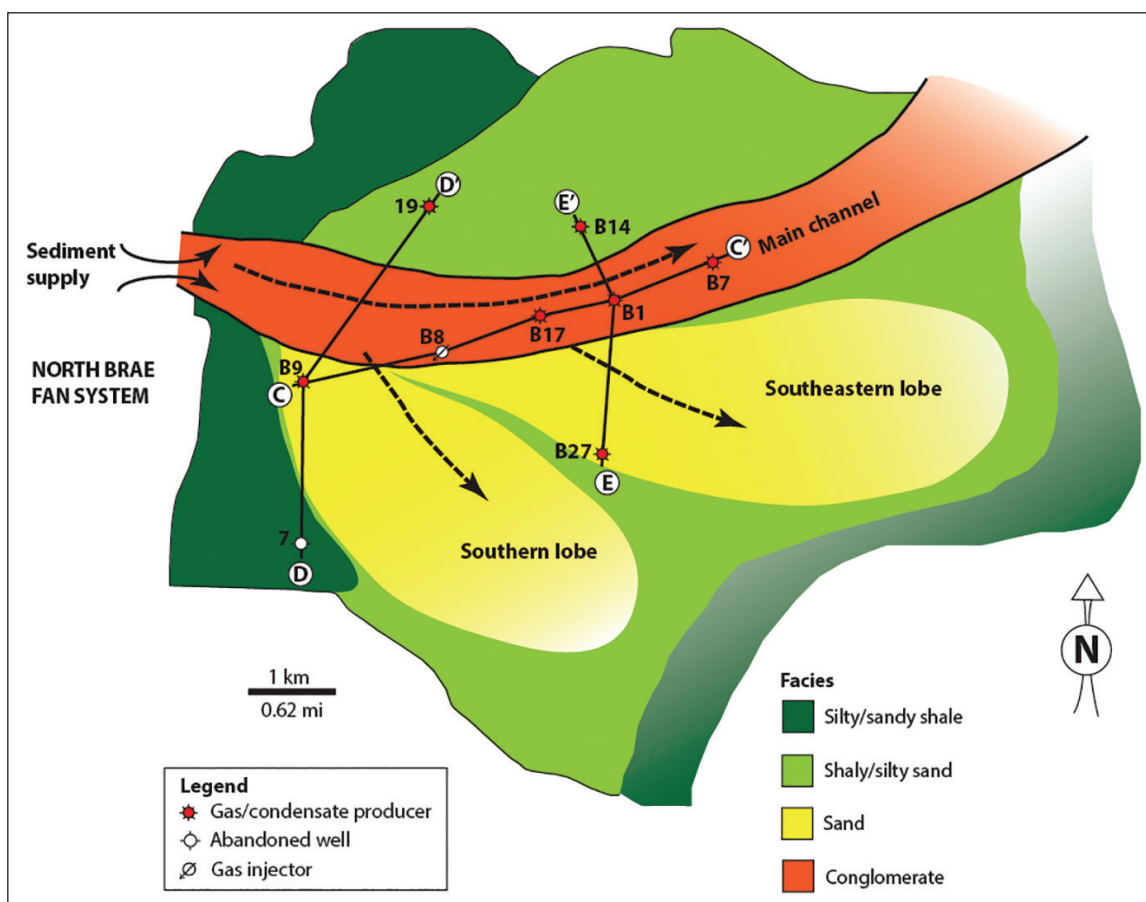 D'
19
E'
B14
Sediment
supply
C'
Main channel
B7
B1
B17
B8
NORTH BRAE
FAN SYSTEM
B9
C
Southeastern lobe
B27
E
7
Southern lobe
D
N
1 km
0.62 mi
Facies
Silty/sandy shale
Shaly/silty sand
Sand
Conglomerate
Legend
Gas/condensate producer
Abandoned well
Gas injector